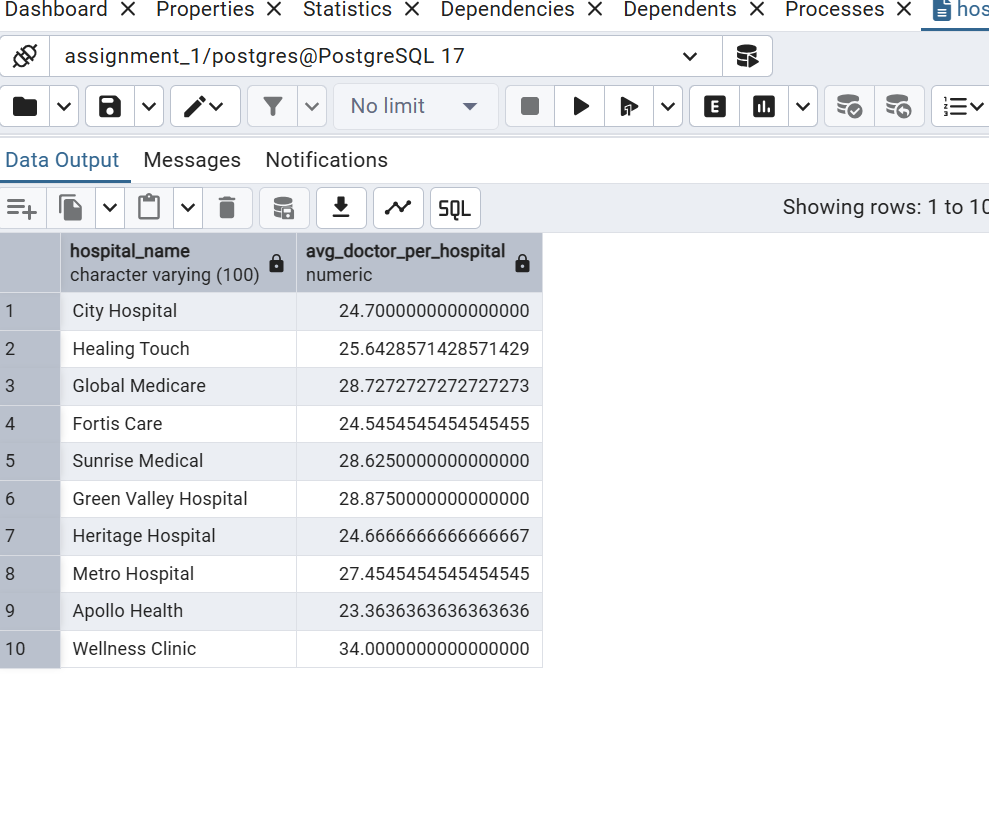 Dashboard Properties Statistics Dependencies Dependents Processes hos
assignment_1/postgres@PostgreSQL 17
No limit E
Data Output Messages Notifications
SQL Showing rows: 1 to 10
hospital_name avg_doctor_per_hospital
character varying (100) numeric
1 City Hospital 24.7000000000000000
2 Healing Touch 25.6428571428571429
3 Global Medicare 28.7272727272727273
4 Fortis Care 24.5454545454545455
5 Sunrise Medical 28.6250000000000000
6 Green Valley Hospital 28.8750000000000000
7 Heritage Hospital 24.6666666666666667
8 Metro Hospital 27.4545454545454545
9 Apollo Health 23.3636363636363636
10 Wellness Clinic 34.0000000000000000